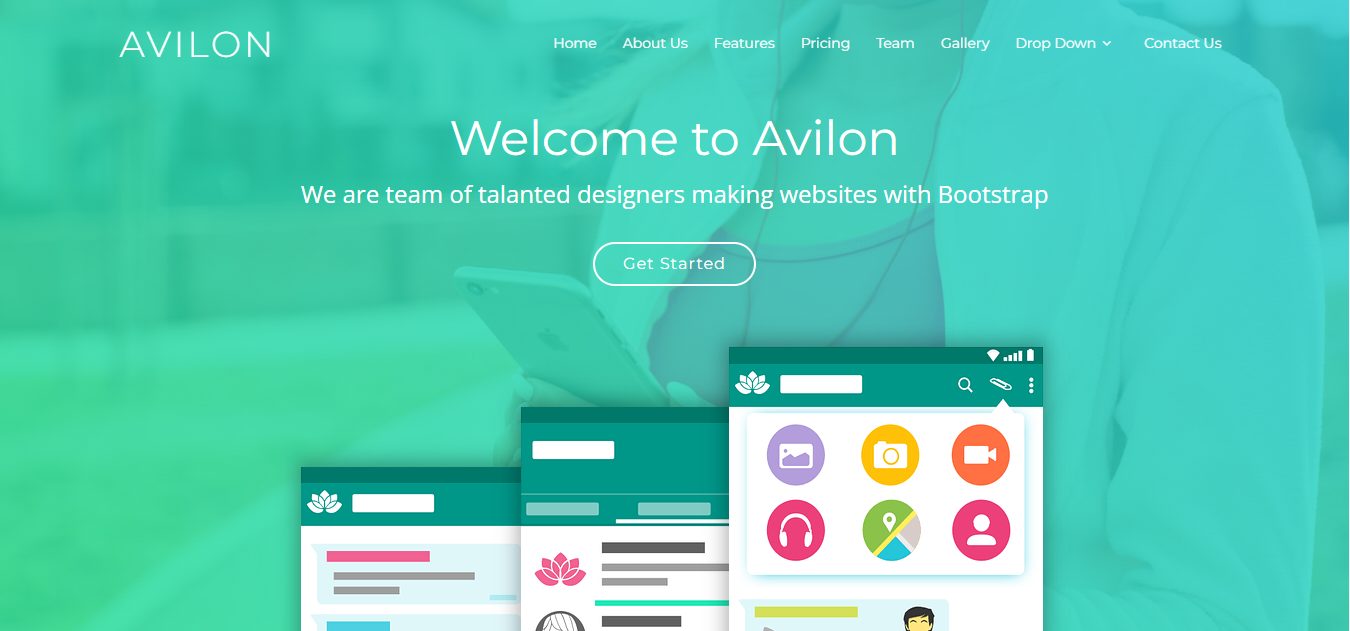 AVILON
Home About Us Features Pricing Team Gallery Drop Down Contact Us
Welcome to Avilon
We are team of talanted designers making websites with Bootstrap
Get Started